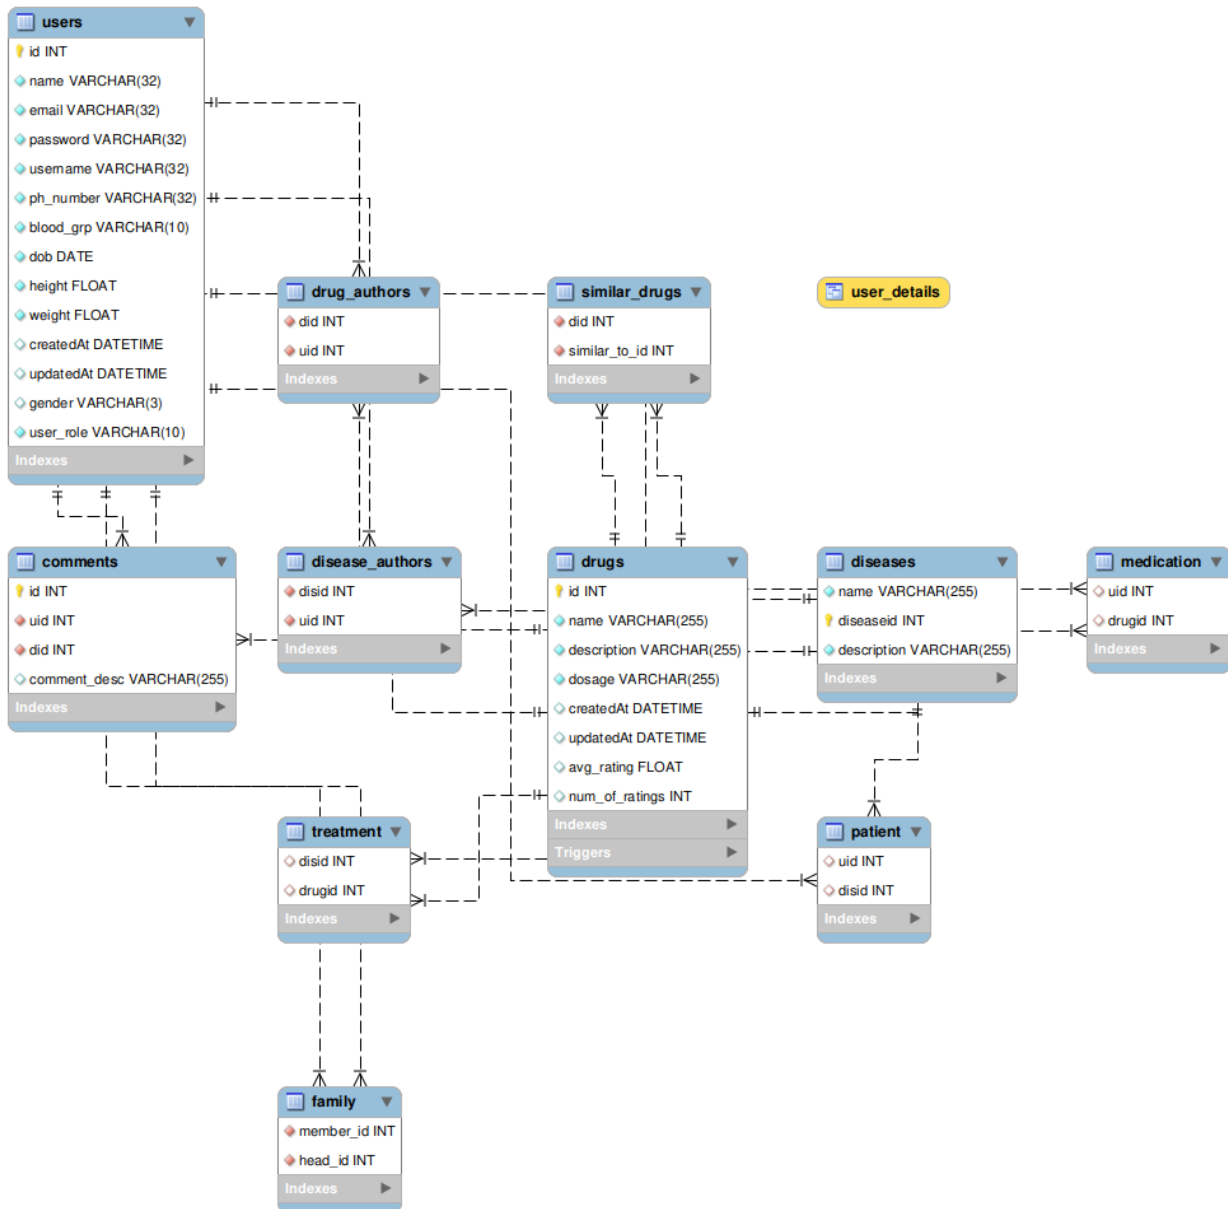 users
id INT
name VARCHAR(32)
email VARCHAR(32)
password VARCHAR(32)
username VARCHAR(32)
ph_number VARCHAR(32)
blood_grp VARCHAR(10)
dob DATE
height FLOAT
weight FLOAT
createdAt DATETIME
updatedAt DATETIME
gender VARCHAR(3)
user_role VARCHAR(10)
Indexes
drug_authors
did INT
uid INT
Indexes
similar_drugs
did INT
similar_to_id INT
Indexes
user_details
comments
id INT
uid INT
did INT
comment_desc VARCHAR(255)
Indexes
disease_authors
disid INT
uid INT
Indexes
drugs
id INT
name VARCHAR(255)
description VARCHAR(255)
dosage VARCHAR(255)
createdAt DATETIME
updatedAt DATETIME
avg_rating FLOAT
num_of_ratings INT
Indexes
Triggers
diseases
name VARCHAR(255)
diseaseid INT
description VARCHAR(255)
Indexes
medication
uid INT
drugid INT
Indexes
treatment
disid INT
drugid INT
Indexes
patient
uid INT
disid INT
Indexes
family
member_id INT
head_id INT
Indexes